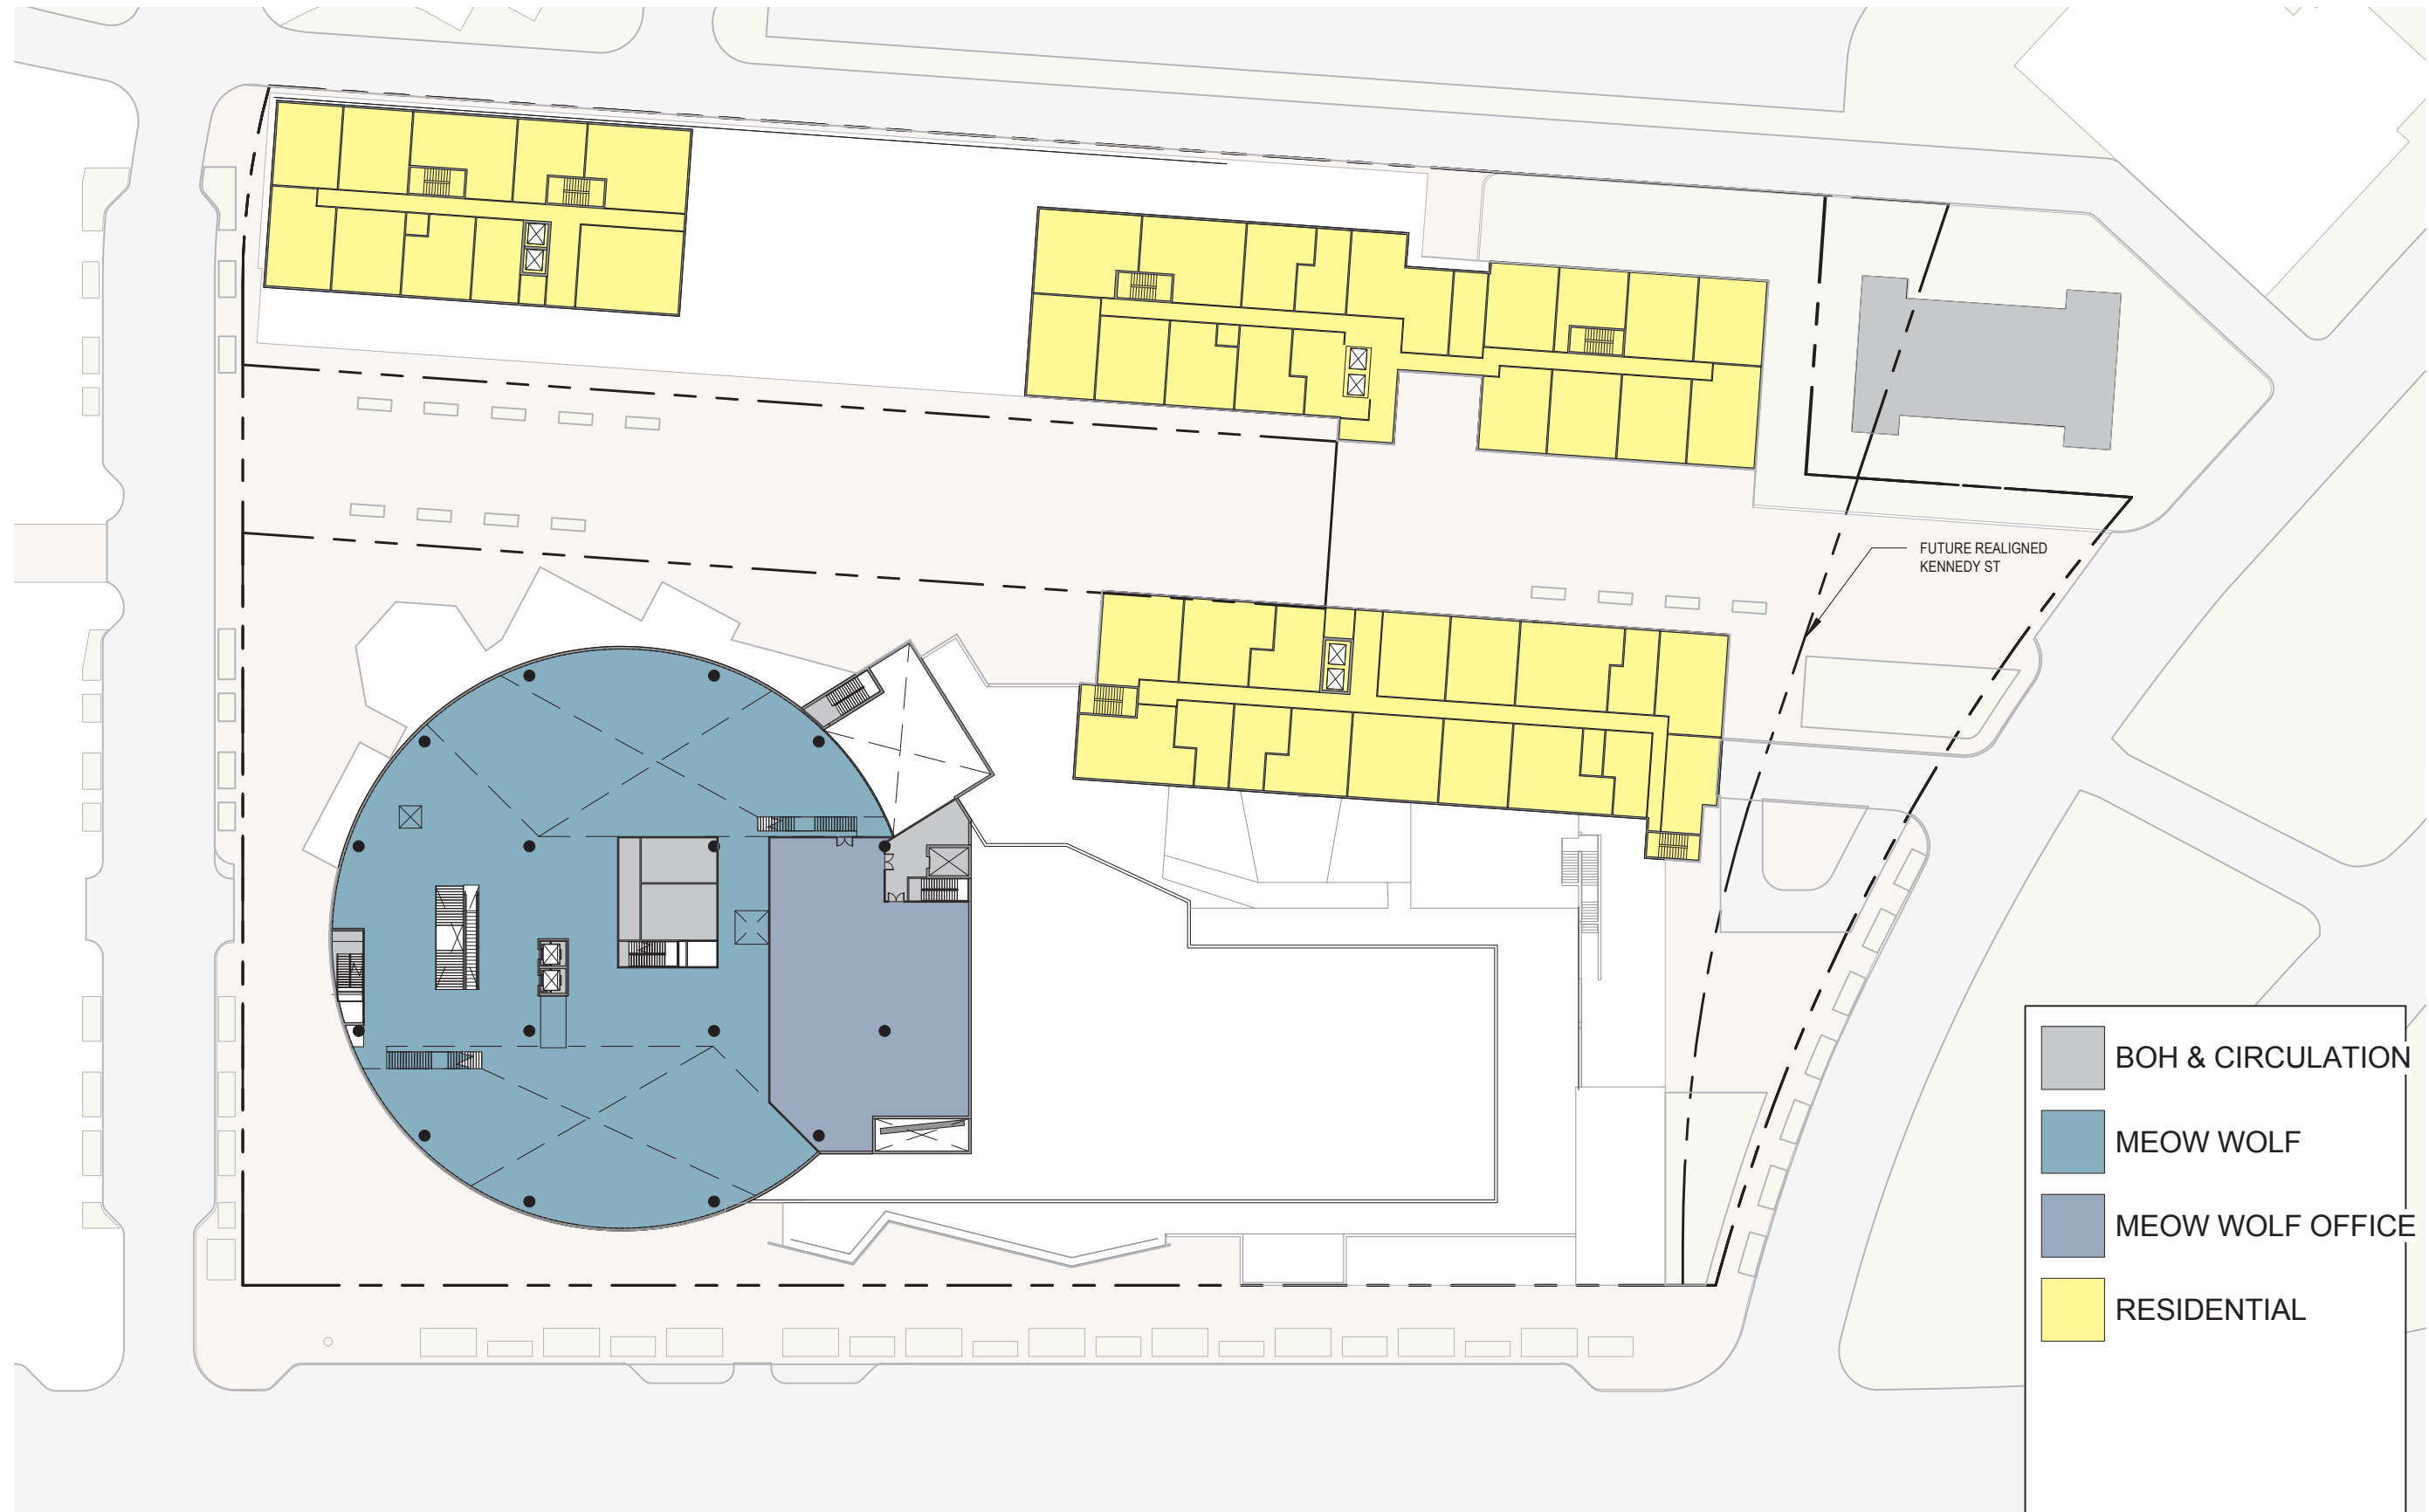 FUTURE REALIGNED
KENNEDY ST
BOH & CIRCULATION
MEOW WOLF
MEOW WOLF OFFICE
RESIDENTIAL